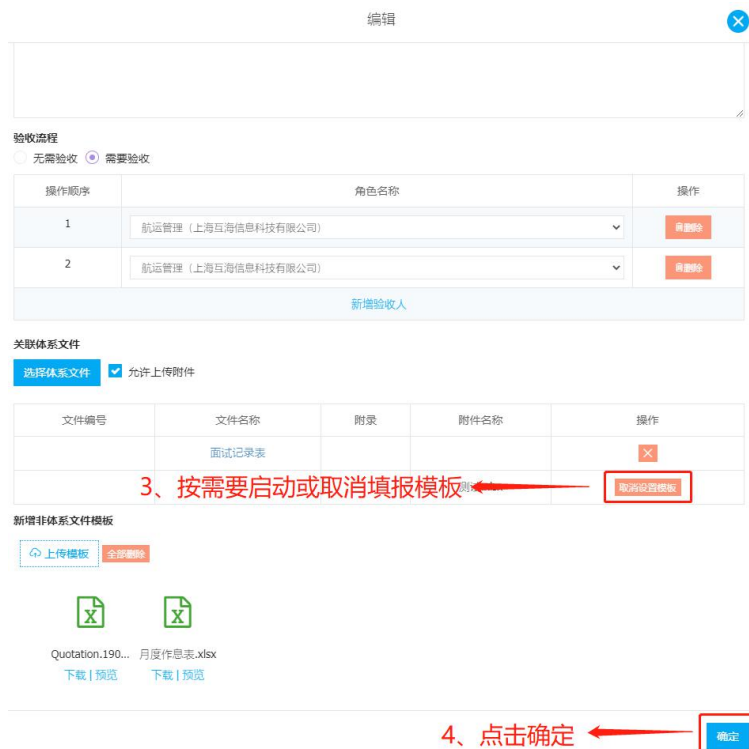 编辑
验收流程
无需验收 需要验收
操作顺序 角色名称 操作
1 航运管理（上海互海信息科技有限公司） 删除
2 航运管理（上海互海信息科技有限公司） 删除
新增验收人
关联体系文件
选择体系文件 允许上传附件
文件编号 文件名称 附录 附件名称 操作
面试记录表
3、按需要启动或取消填报模板 取消设置模板
新增非体系文件模板
上传模板 全部删除
Quotation.190... 月度作息表.xlsx
下载 | 预览 下载 | 预览
4、点击确定 确定